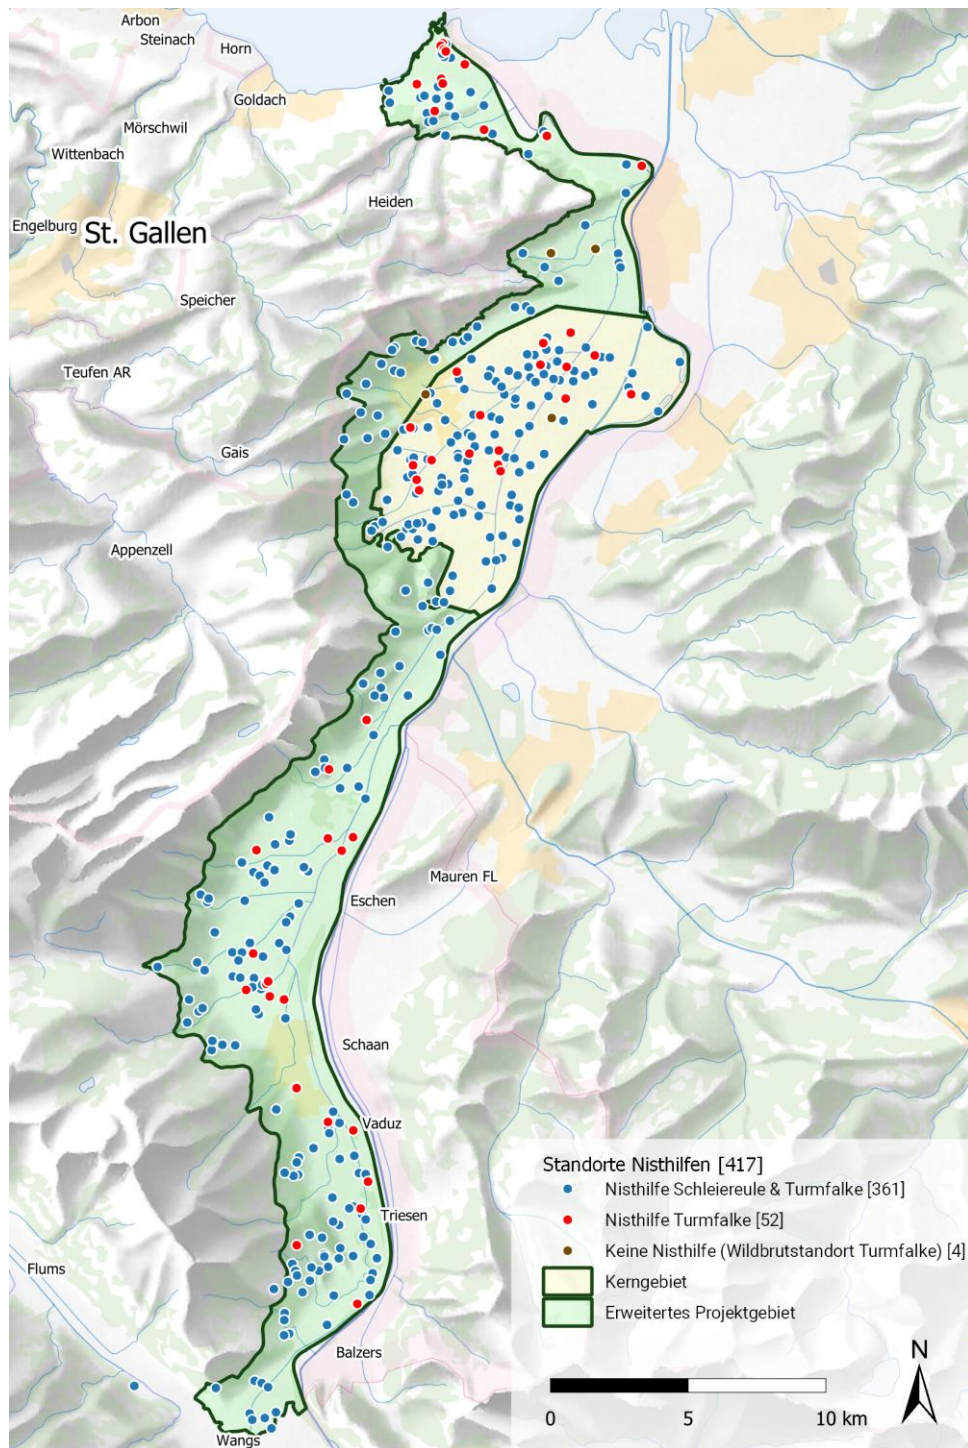 Arbon
Steinach
Horn
Goldach
Mörschwil
Wittenbach
Heiden
Engelburg
St. Gallen
Speicher
Teufen AR
Gais
Appenzell
Mauren FL
Eschen
Schaan
Vaduz
Triesen
Flums
Balzers
Wangs
Standorte Nisthilfen [417]
Nisthilfe Schleiereule & Turmfalke [361]
Nisthilfe Turmfalke [52]
Keine Nisthilfe (Wildbrutstandort Turmfalke) [4]
Kerngebiet
Erweitertes Projektgebiet
N
0 5 10 km